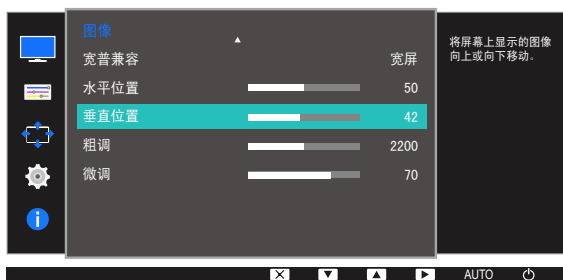 图像
宽普兼容 宽屏
水平位置 50
垂直位置 42
粗调 2200
微调 70
将屏幕上显示的图像
向上或向下移动。
AUTO